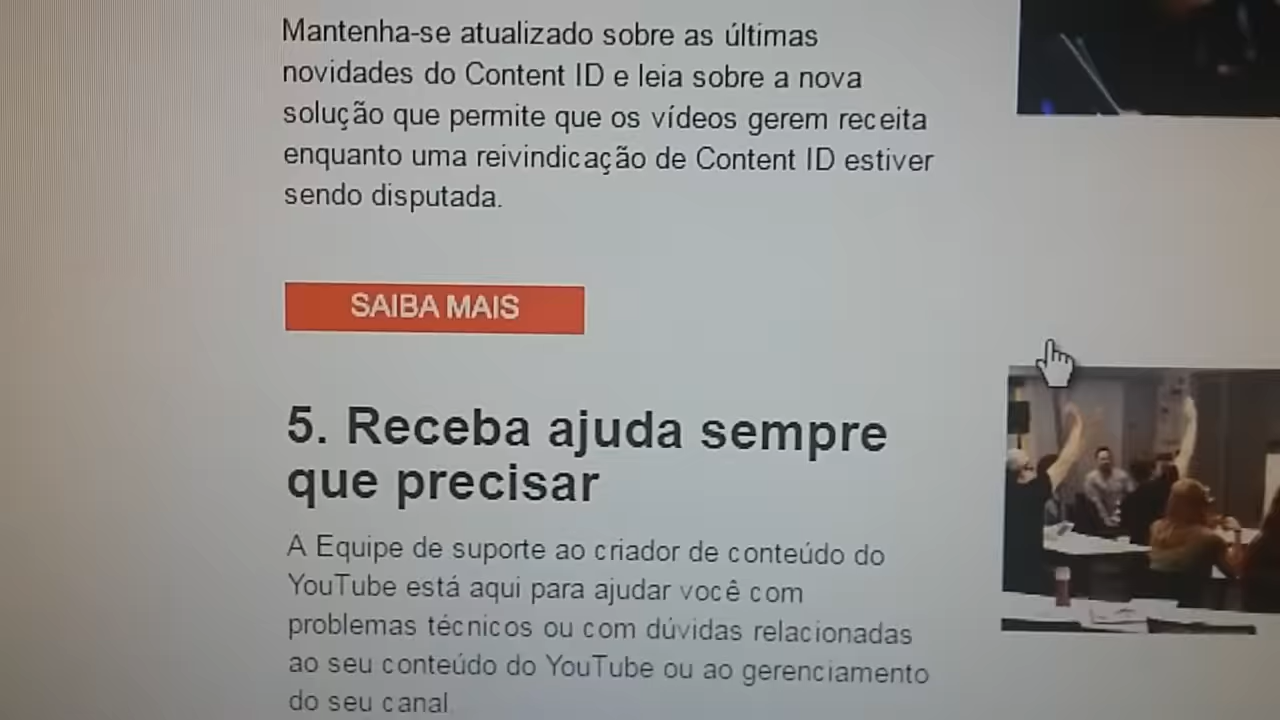 Mantenha-se atualizado sobre as últimas
novidades do Content ID e leia sobre a nova
solução que permite que os vídeos gerem receita
enquanto uma reivindicação de Content ID estiver
sendo disputada.
SAIBA MAIS
5. Receba ajuda sempre
que precisar
A Equipe de suporte ao criador de conteúdo do
YouTube está aqui para ajudar você com
problemas técnicos ou com dúvidas relacionadas
ao seu conteúdo do YouTube ou ao gerenciamento
do seu canal.